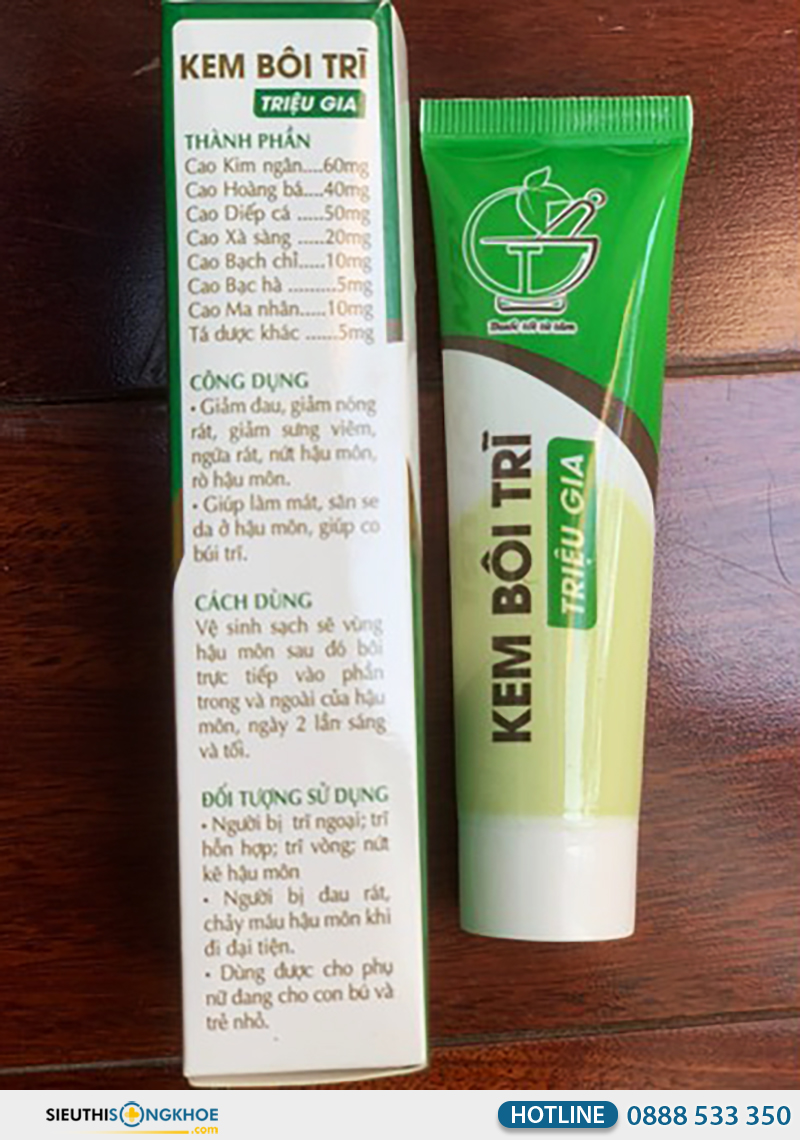 KEM BÔI TRĨ
TRIỆU GIA
THÀNH PHẦN
Cao Kim ngân....60mg
Cao Hoàng bá....40mg
Cao Diếp cá .....50mg
Cao Xà sàng .....20mg
Cao Bạch chỉ.....10mg
Cao Bạc hà .........5mg
Cao Ma nhân....10mg
Tá dược khác ......5mg
CÔNG DỤNG
• Giảm đau, giảm nóng
rát, giảm sưng viêm,
ngứa rát, nứt hậu môn,
rò hậu môn.
• Giúp làm mát, săn se
da ở hậu môn, giúp co
búi trĩ.
CÁCH DÙNG
Vệ sinh sạch sẽ vùng
hậu môn sau đó bôi
trực tiếp vào phần
trong và ngoài của hậu
môn, ngày 2 lần sáng
và tối.
ĐỐI TƯỢNG SỬ DỤNG
• Người bị trĩ ngoại; trĩ
hỗn hợp; trĩ vòng; nứt
kẽ hậu môn
• Người bị đau rát,
chảy máu hậu môn khi
đi đại tiện.
• Dùng được cho phụ
nữ đang cho con bú và
trẻ nhỏ.
Thuốc tốt từ tâm
KEM BÔI TRĨ
TRIỆU GIA
SIEUTHISONGKHOE
.com
HOTLINE 0888 533 350